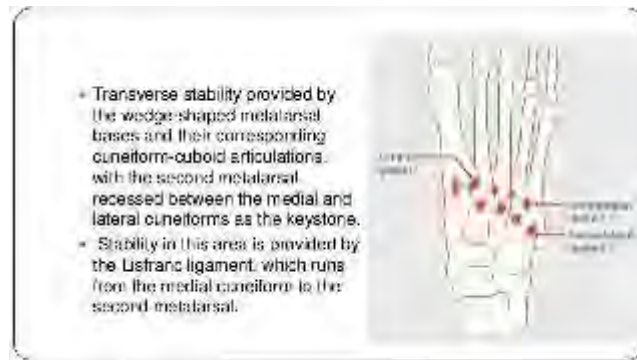 • Transverse stability provided by
the wedge-shaped metatarsal
bases and their corresponding
cuneiform-cuboid articulations,
with the second metatarsal
recessed between the medial and
lateral cuneiforms as the keystone.
• Stability in this area is provided by
the Lisfranc ligament, which runs
from the medial cuneiform to the
second metatarsal.